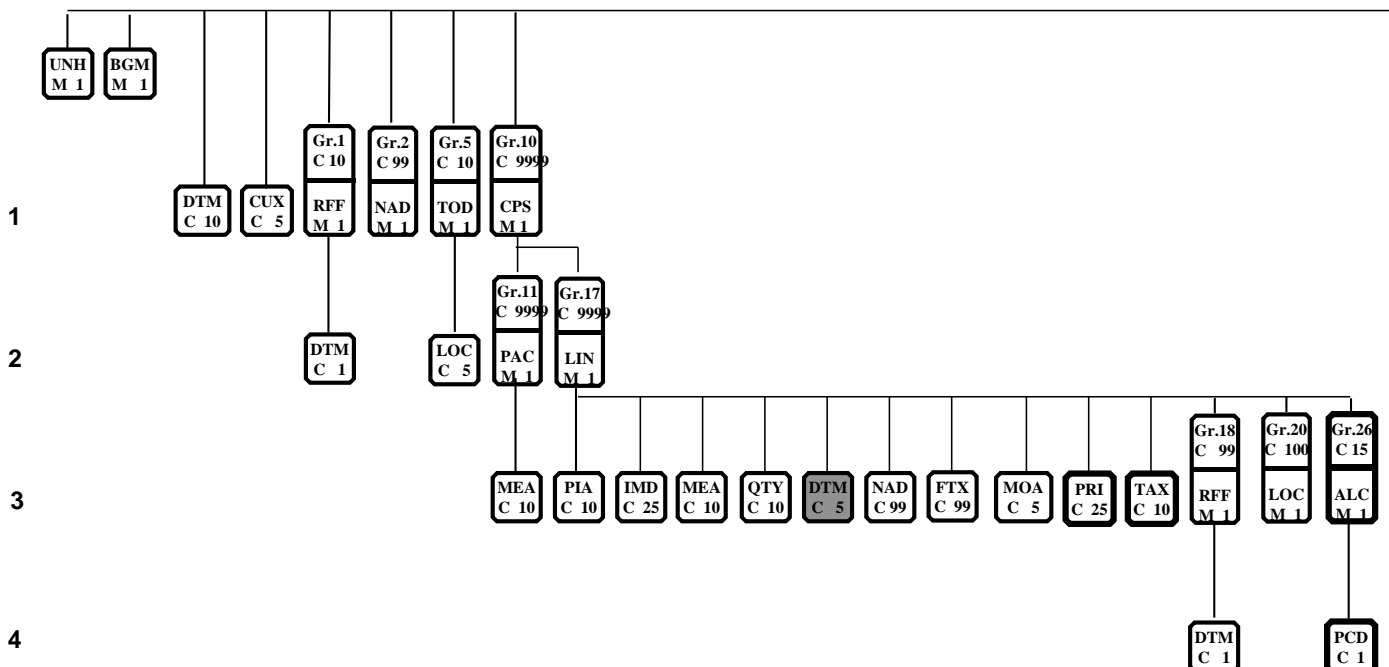 UNH
M 1
BGM
M 1
Gr.1
C 10
Gr.2
C 99
Gr.5
C 10
Gr.10
C 9999
1
DTM
C 10
CUX
C 5
RFF
M 1
NAD
M 1
TOD
M 1
CPS
M 1
Gr.11
C 9999
Gr.17
C 9999
2
DTM
C 1
LOC
C 5
PAC
M 1
LIN
M 1
Gr.18
C 99
Gr.20
C 100
Gr.26
C 15
3
MEA
C 10
PIA
C 10
IMD
C 25
MEA
C 10
QTY
C 10
DTM
C 5
NAD
C 99
FTX
C 99
MOA
C 5
PRI
C 25
TAX
C 10
RFF
M 1
LOC
M 1
ALC
M 1
4
DTM
C 1
PCD
C 1